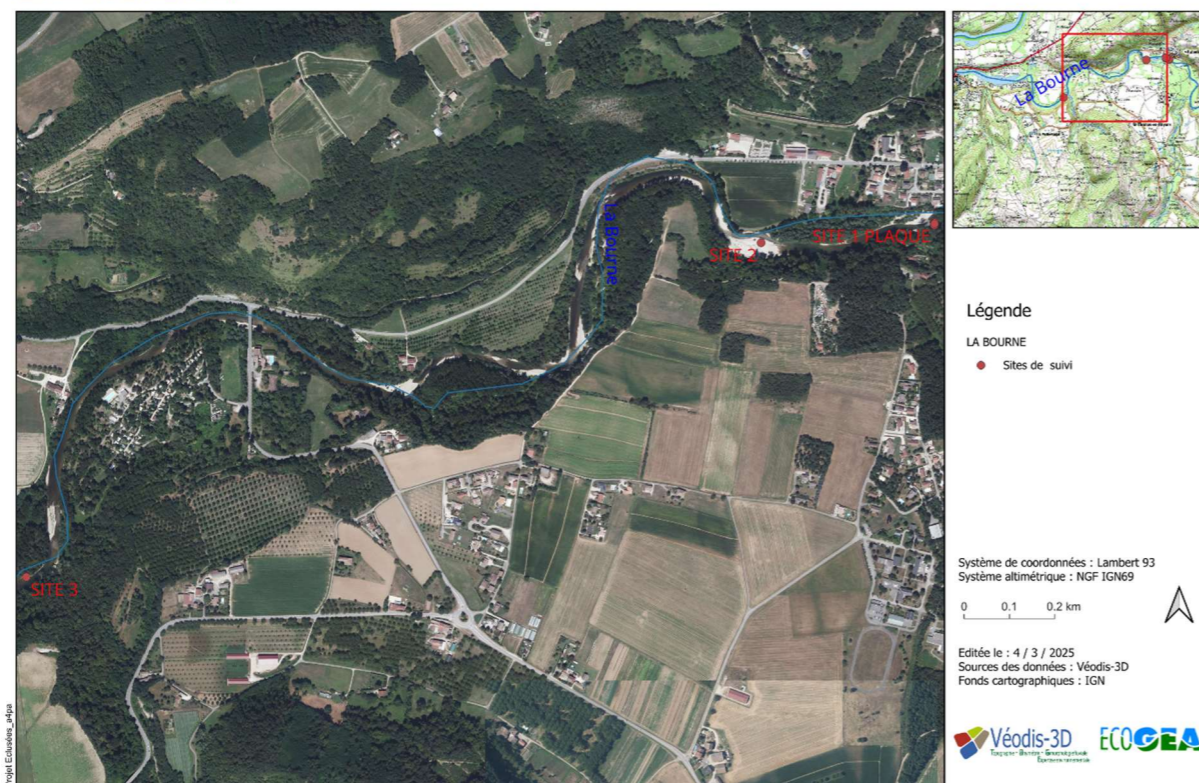 La Bourne
La Bourne
SITE 1 PLAQUE
SITE 2
SITE 3
Légende
LA BOURNE
Sites de suivi
Système de coordonnées : Lambert 93
Système altimétrique : NGF IGN69
0 0.1 0.2 km
Editée le : 4 / 3 / 2025
Sources des données : Véodis-3D
Fonds cartographiques : IGN
Véodis-3D
ECOGEA